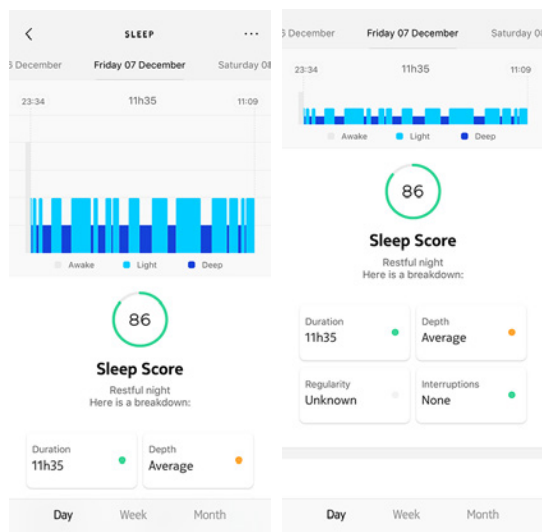 SLEEP
6 December Friday 07 December Saturday 08
23:34 11h35 11:09
Awake Light Deep
86
Sleep Score
Restful night
Here is a breakdown:
Duration Depth
11h35 Average
Day Week Month
6 December Friday 07 December Saturday 08
23:34 11h35 11:09
Awake Light Deep
86
Sleep Score
Restful night
Here is a breakdown:
Duration Depth
11h35 Average
Regularity Interruptions
Unknown None
Day Week Month